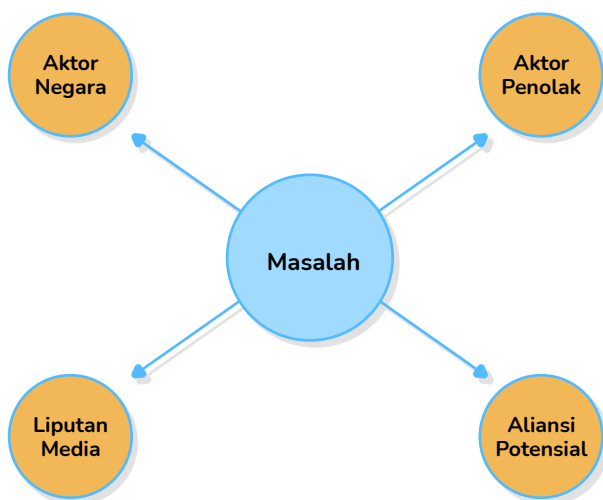 Aktor
Negara
Aktor
Penolak
Masalah
Liputan
Media
Aliansi
Potensial